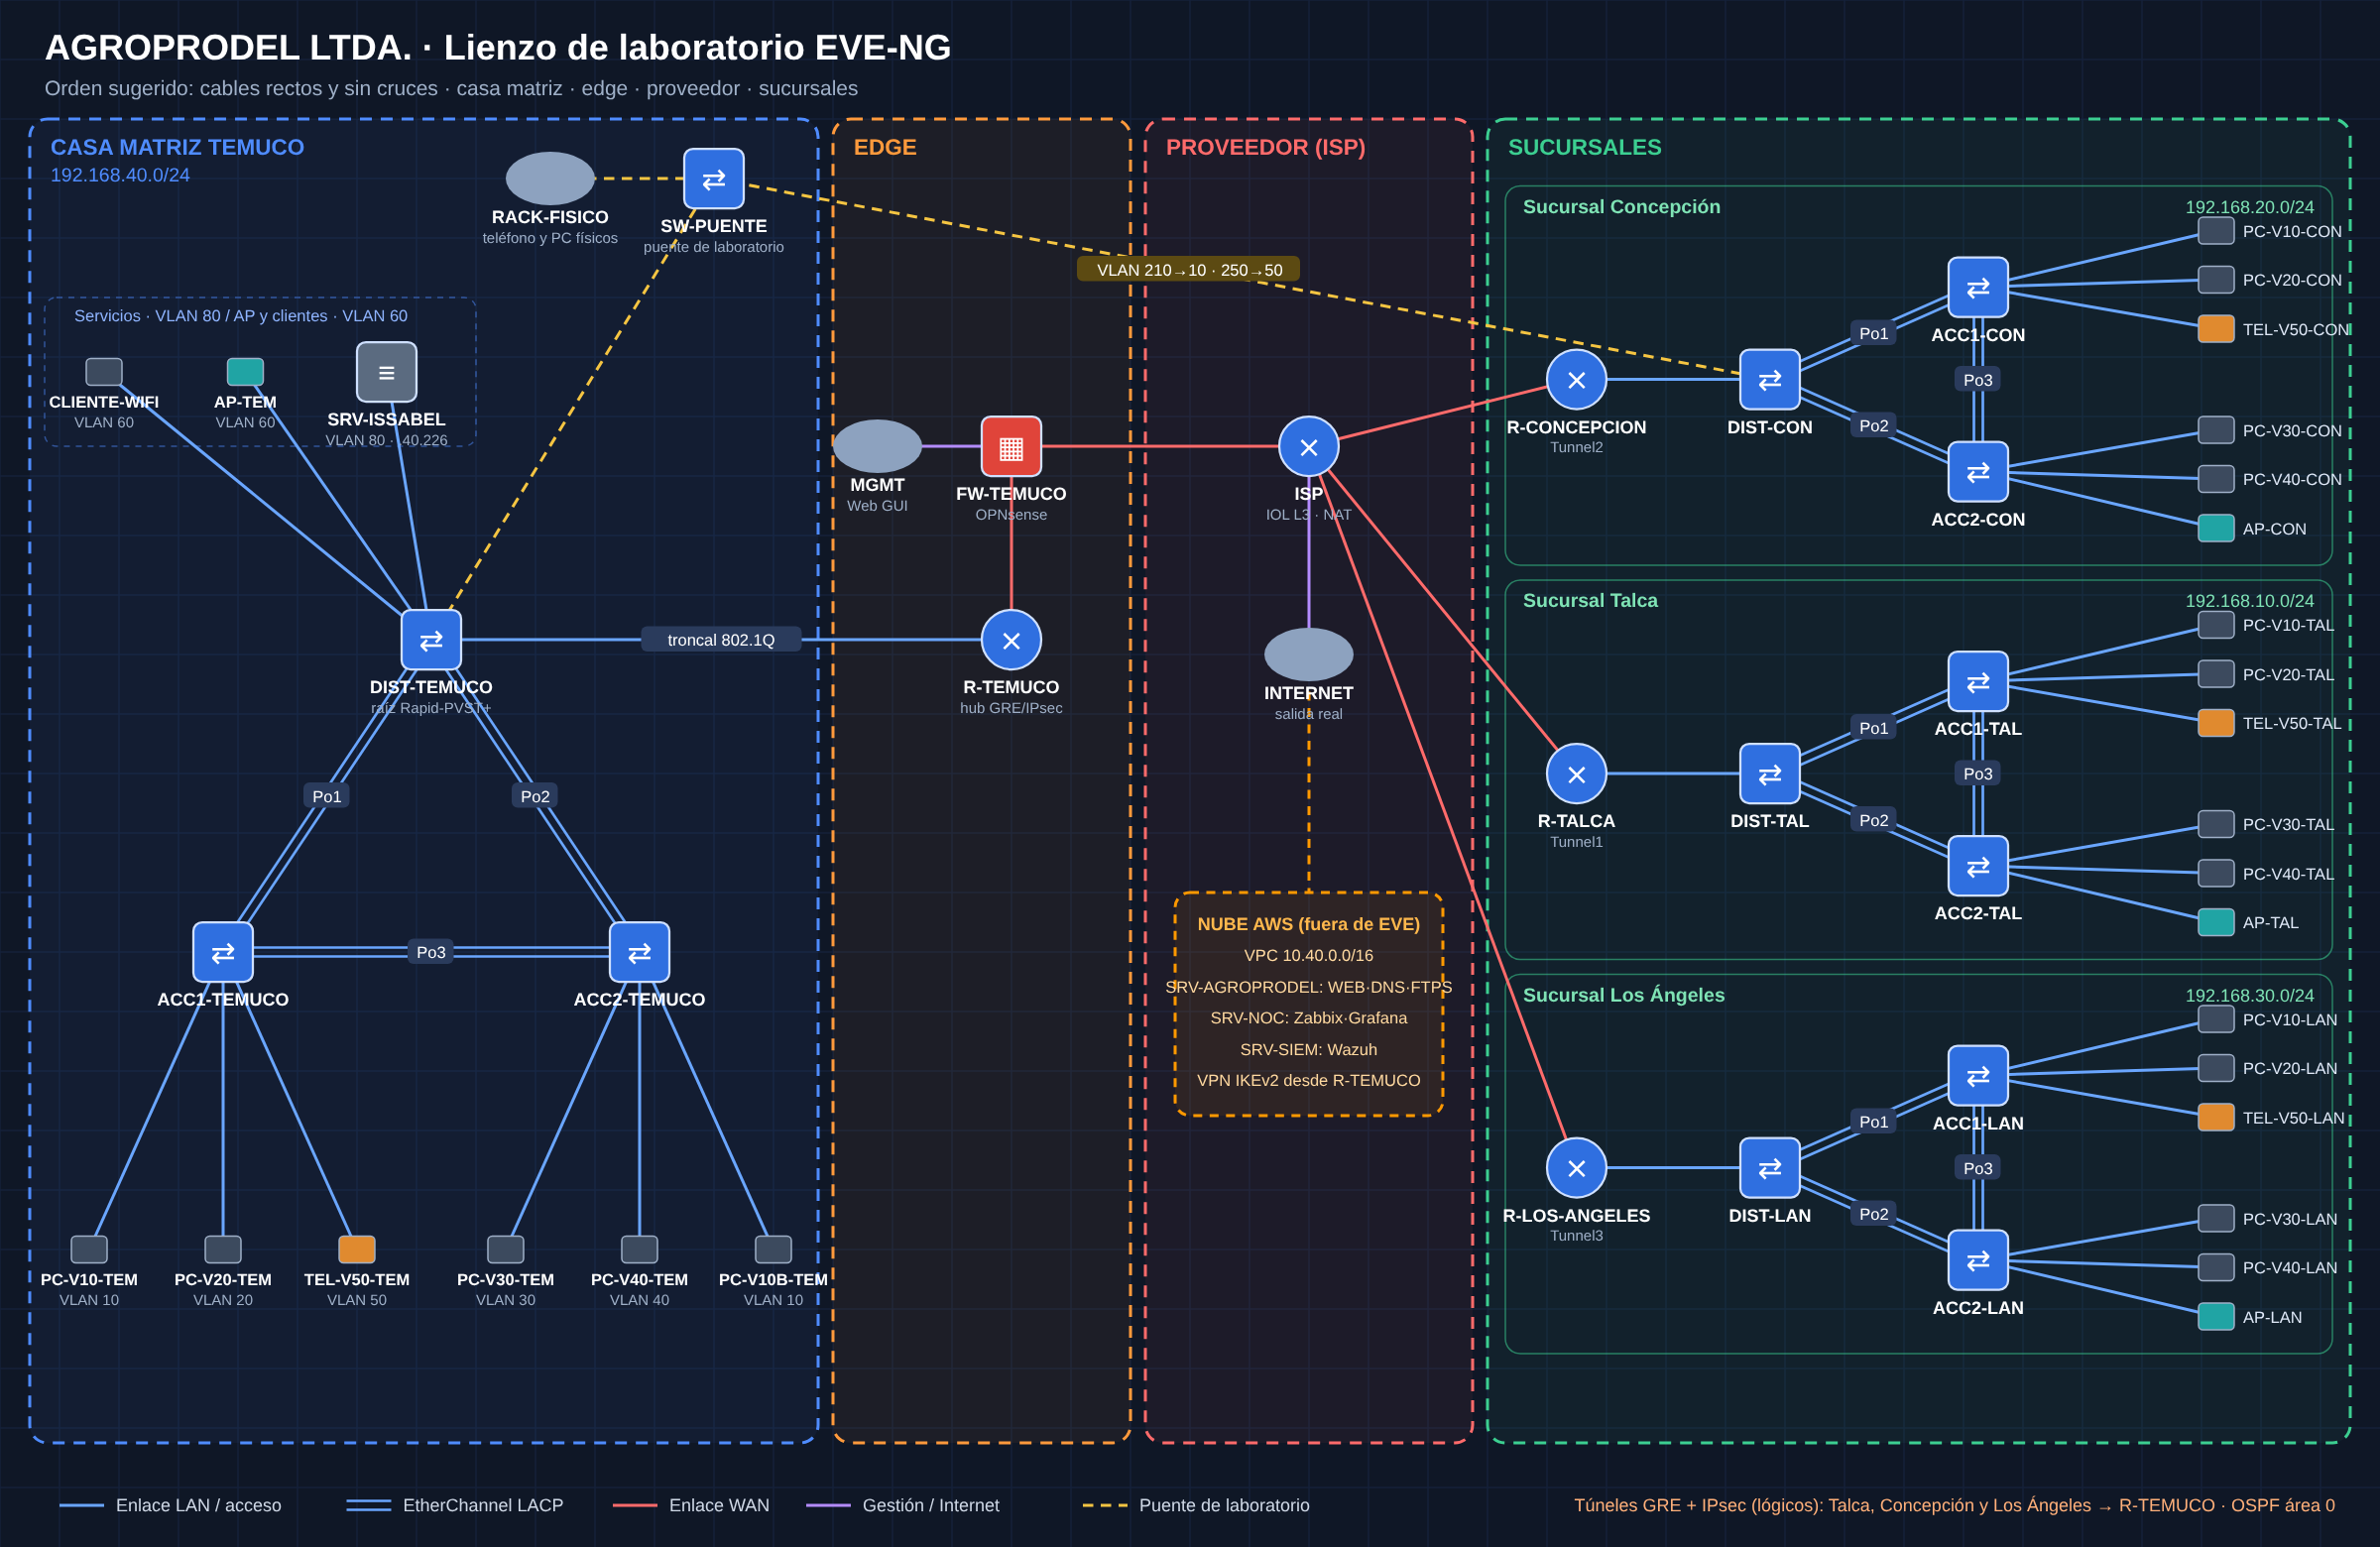 AGROPRODEL LTDA. · Lienzo de laboratorio EVE-NG
Orden sugerido: cables rectos y sin cruces · casa matriz · edge · proveedor · sucursales
CASA MATRIZ TEMUCO
192.168.40.0/24
RACK-FISICO
teléfono y PC físicos
SW-PUENTE
puente de laboratorio
Servicios · VLAN 80 / AP y clientes · VLAN 60
CLIENTE-WIFI
VLAN 60
AP-TEM
VLAN 60
SRV-ISSABEL
VLAN 80 · .40.226
DIST-TEMUCO
raíz Rapid-PVST+
troncal 802.1Q
Po1
Po2
Po3
ACC1-TEMUCO
ACC2-TEMUCO
PC-V10-TEM
VLAN 10
PC-V20-TEM
VLAN 20
TEL-V50-TEM
VLAN 50
PC-V30-TEM
VLAN 30
PC-V40-TEM
VLAN 40
PC-V10B-TEM
VLAN 10
EDGE
MGMT
Web GUI
FW-TEMUCO
OPNsense
R-TEMUCO
hub GRE/IPsec
VLAN 210→10 · 250→50
PROVEEDOR (ISP)
ISP
IOL L3 · NAT
INTERNET
salida real
NUBE AWS (fuera de EVE)
VPC 10.40.0.0/16
SRV-AGROPRODEL: WEB·DNS·FTPS
SRV-NOC: Zabbix·Grafana
SRV-SIEM: Wazuh
VPN IKEv2 desde R-TEMUCO
SUCURSALES
Sucursal Concepción
192.168.20.0/24
R-CONCEPCION
Tunnel2
DIST-CON
Po1
Po2
Po3
ACC1-CON
ACC2-CON
PC-V10-CON
PC-V20-CON
TEL-V50-CON
PC-V30-CON
PC-V40-CON
AP-CON
Sucursal Talca
192.168.10.0/24
R-TALCA
Tunnel1
DIST-TAL
Po1
Po2
Po3
ACC1-TAL
ACC2-TAL
PC-V10-TAL
PC-V20-TAL
TEL-V50-TAL
PC-V30-TAL
PC-V40-TAL
AP-TAL
Sucursal Los Ángeles
192.168.30.0/24
R-LOS-ANGELES
Tunnel3
DIST-LAN
Po1
Po2
Po3
ACC1-LAN
ACC2-LAN
PC-V10-LAN
PC-V20-LAN
TEL-V50-LAN
PC-V30-LAN
PC-V40-LAN
AP-LAN
Enlace LAN / acceso
EtherChannel LACP
Enlace WAN
Gestión / Internet
Puente de laboratorio
Túneles GRE + IPsec (lógicos): Talca, Concepción y Los Ángeles → R-TEMUCO · OSPF área 0